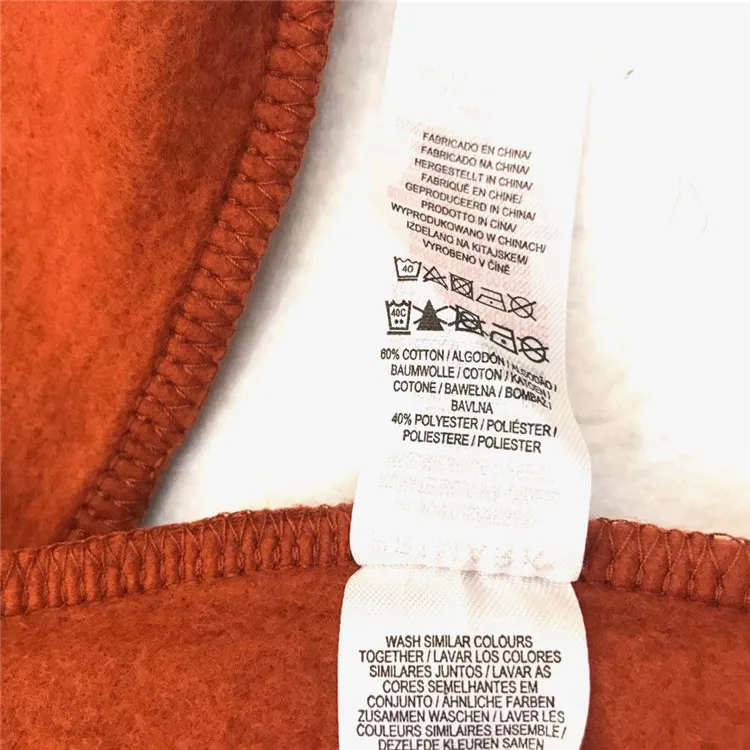 FABRICADO EN CHINA/
FABRICADO NA CHINA/
HERGESTELLT IN CHINA/
FABRIQUÉ EN CHINE/
GEPRODUCEERD IN CHINA/
PRODOTTO IN CINA/
WYPRODUKOWANO W CHINACH/
IZDELANO NA KITAJSKEM/
VYROBENO V ČÍNĚ
40
40C
60% COTTON / ALGODÓN / ALGODÃO /
BAUMWOLLE / COTON / KATOEN /
COTONE / BAWEŁNA / BOMBAŽ /
BAVLNA
40% POLYESTER / POLIÉSTER /
POLIESTERE / POLIESTER
WASH SIMILAR COLOURS
TOGETHER / LAVAR LOS COLORES
SIMILARES JUNTOS / LAVAR ÀS
CORES SEMELHANTES EM
CONJUNTO / ÄHNLICHE FARBEN
ZUSAMMEN WASCHEN / LAVER LES
COULEURS SIMILAIRES ENSEMBLE /
DEZELFDE KLEUREN SAMEN